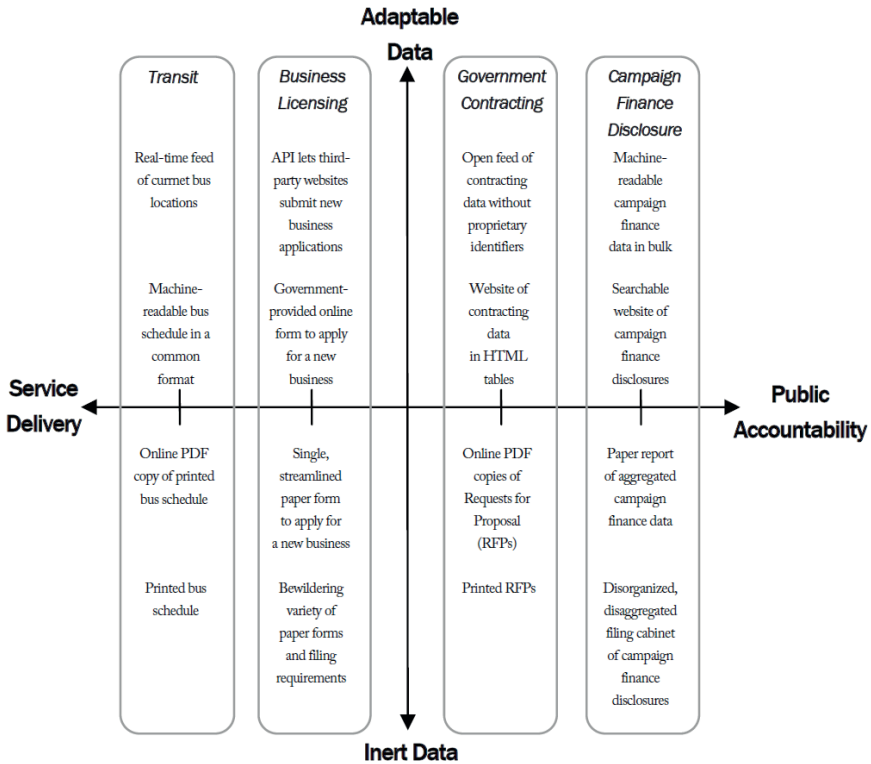 Adaptable
Data
Transit
Real-time feed
of curnet bus
locations
Machine-
readable bus
schedule in a
common
format
Online PDF
copy of printed
bus schedule
Printed bus
schedule
Business
Licensing
API lets third-
party websites
submit new
business
applications
Government-
provided online
form to apply
for a new
business
Single,
streamlined
paper form
to apply for
a new business
Bewildering
variety of
paper forms
and filing
requirements
Government
Contracting
Open feed of
contracting
data without
proprietary
identifiers
Website of
contracting
data
in HTML
tables
Online PDF
copies of
Requests for
Proposal
(RFPs)
Printed RFPs
Campaign
Finance
Disclosure
Machine-
readable
campaign
finance
data in bulk
Searchable
website of
campaign
finance
disclosures
Paper report
of aggregated
campaign
finance data
Disorganized,
disaggregated
filing cabinet
of campaign
finance
disclosures
Service
Delivery
Public
Accountability
Inert Data